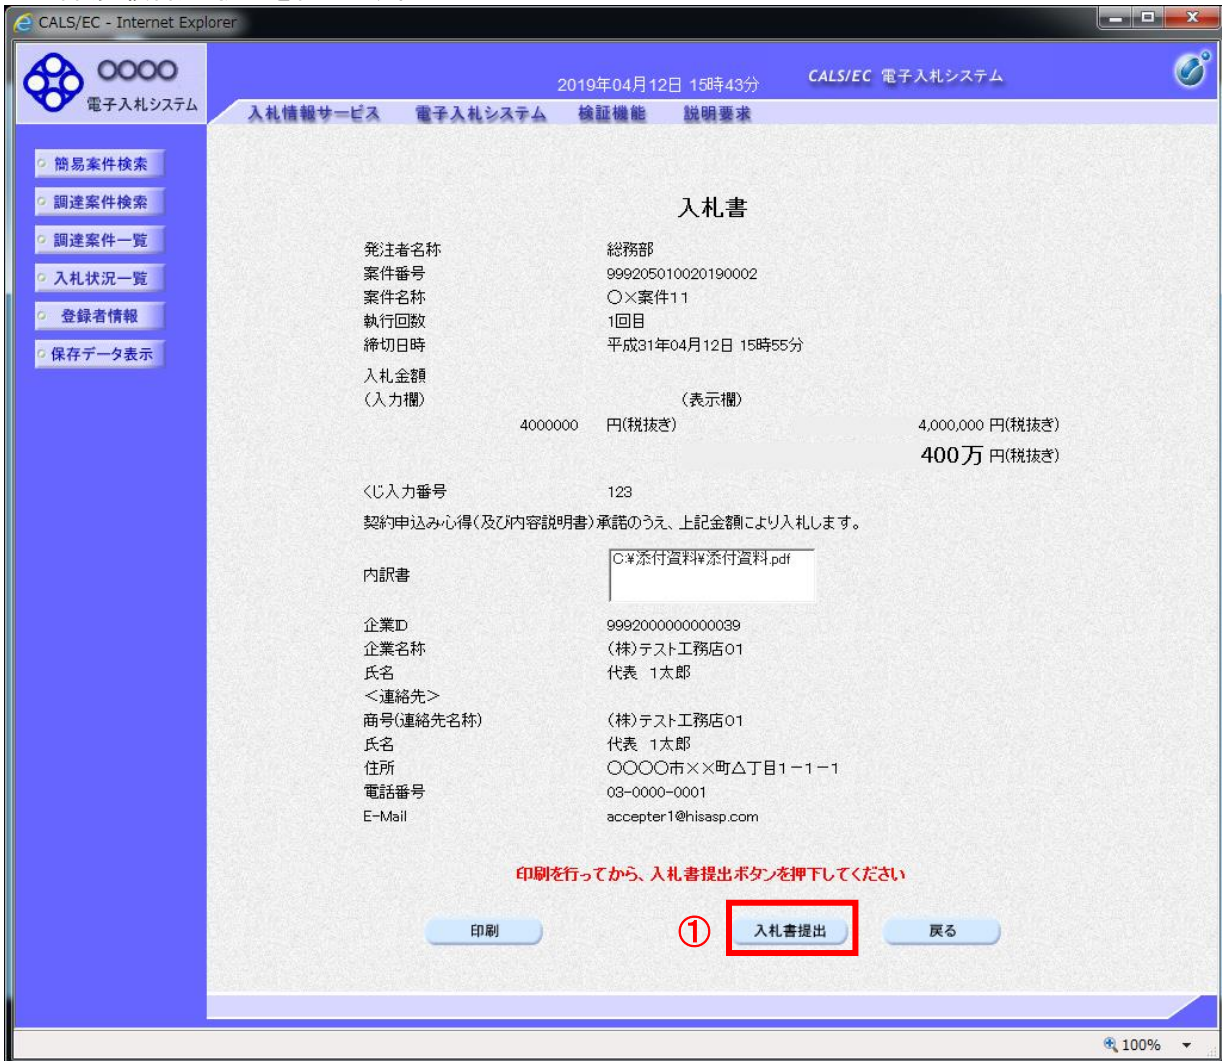 CALS/EC - Internet Explorer
〇〇〇〇
電子入札システム
2019年04月12日 15時43分
CALS/EC 電子入札システム
入札情報サービス 電子入札システム 検証機能 説明要求
簡易案件検索
調達案件検索
調達案件一覧
入札状況一覧
登録者情報
保存データ表示
入札書
発注者名称 総務部
案件番号 999205010020190002
案件名称 〇×案件11
執行回数 1回目
締切日時 平成31年04月12日 15時55分
入札金額
(入力欄) (表示欄)
4000000 円(税抜き) 4,000,000 円(税抜き)
400万 円(税抜き)
くじ入力番号 123
契約申込み心得(及び内容説明書)承諾のうえ、上記金額により入札します。
内訳書 C:¥添付資料¥添付資料.pdf
企業ID 9992000000000039
企業名称 (株)テスト工務店01
氏名 代表 1太郎
<連絡先>
商号(連絡先名称) (株)テスト工務店01
氏名 代表 1太郎
住所 〇〇〇〇市××町△丁目1-1-1
電話番号 03-0000-0001
E-Mail accepter1@hisasp.com
印刷を行ってから、入札書提出ボタンを押下してください
印刷 ① 入札書提出 戻る
100%